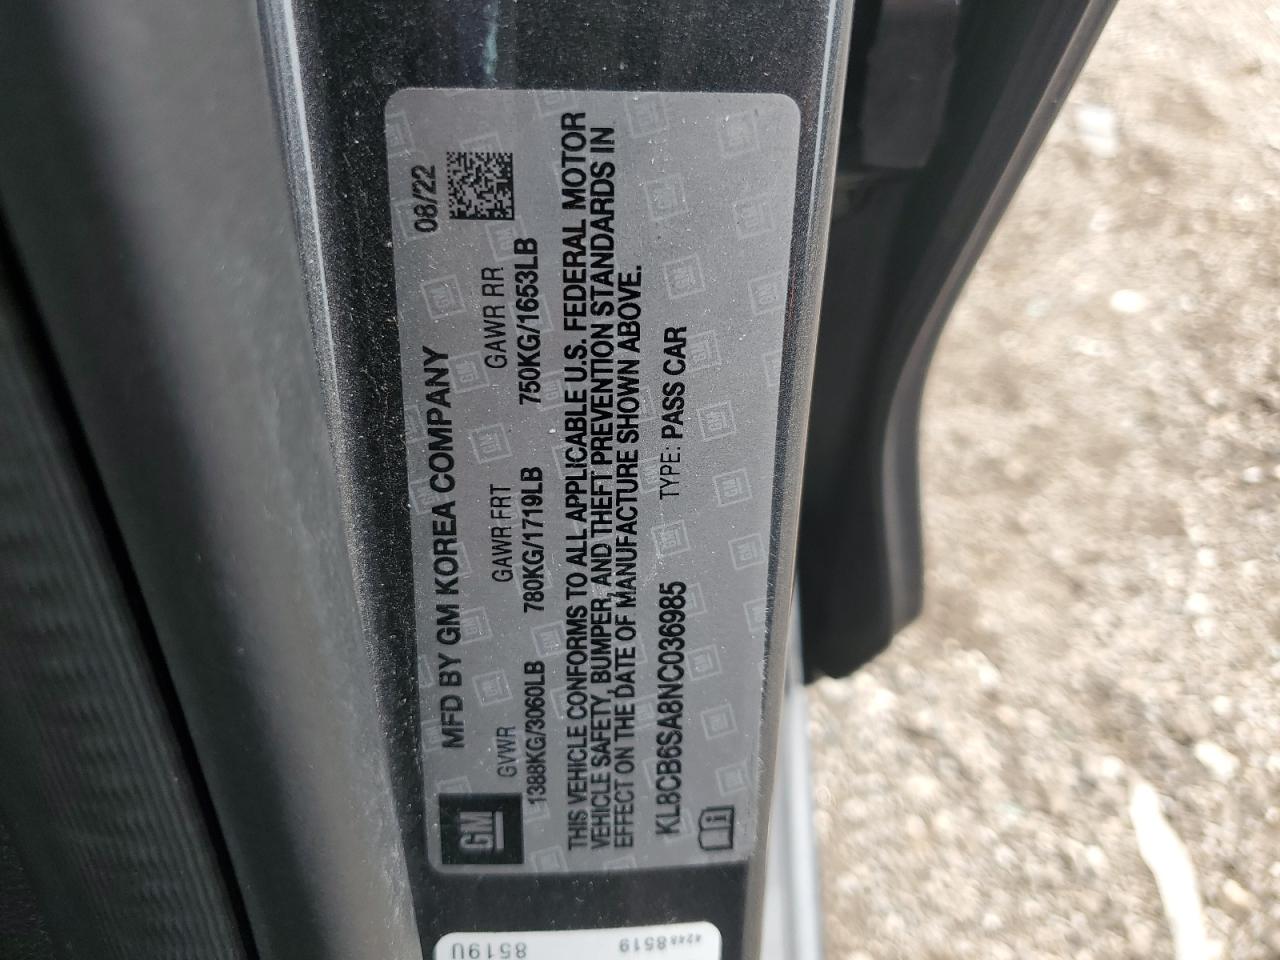 MFD BY GM KOREA COMPANY 08/22
GM
GVWR GAWR FRT GAWR RR
1388KG/3060LB 780KG/1719LB 750KG/1653LB
THIS VEHICLE CONFORMS TO ALL APPLICABLE U.S. FEDERAL MOTOR
VEHICLE SAFETY, BUMPER, AND THEFT PREVENTION STANDARDS IN
EFFECT ON THE DATE OF MANUFACTURE SHOWN ABOVE.
KL8CB6SA8NC036985 TYPE: PASS CAR
8519U
8519